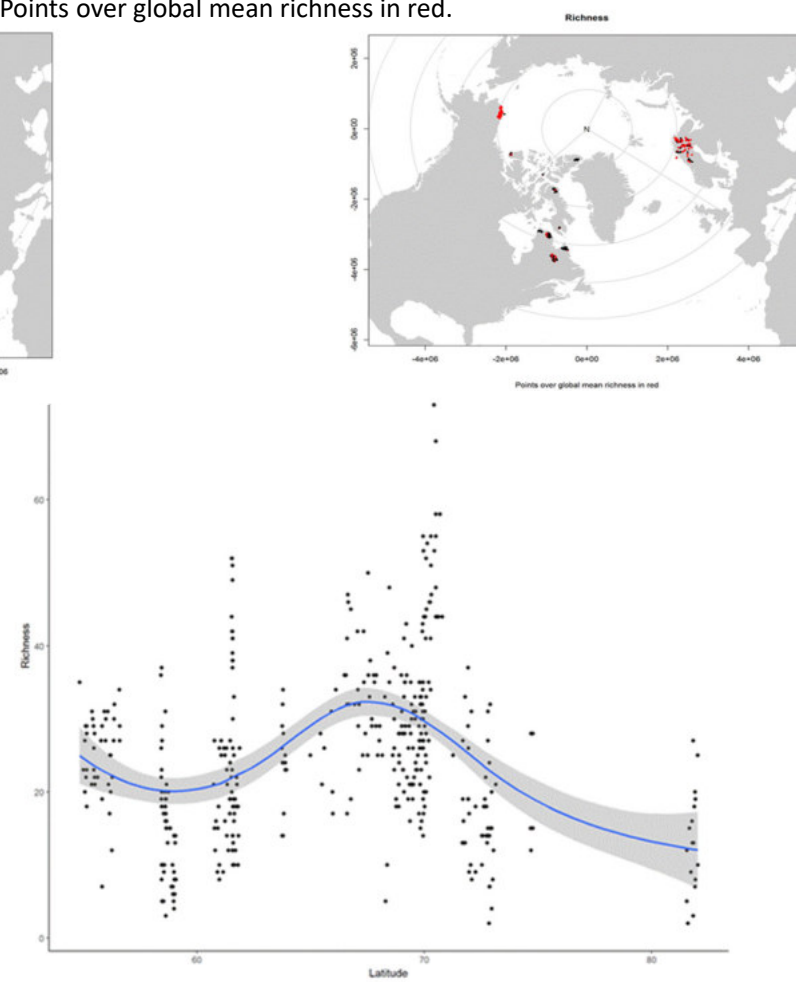 Points over global mean richness in red.
Richness
2e+06
0e+00
N
-2e+06
-4e+06
-6e+06
-4e+06 -2e+06 0e+00 2e+06 4e+06
06
Points over global mean richness in red
60
40
Richness
20
0
60 70 80
Latitude